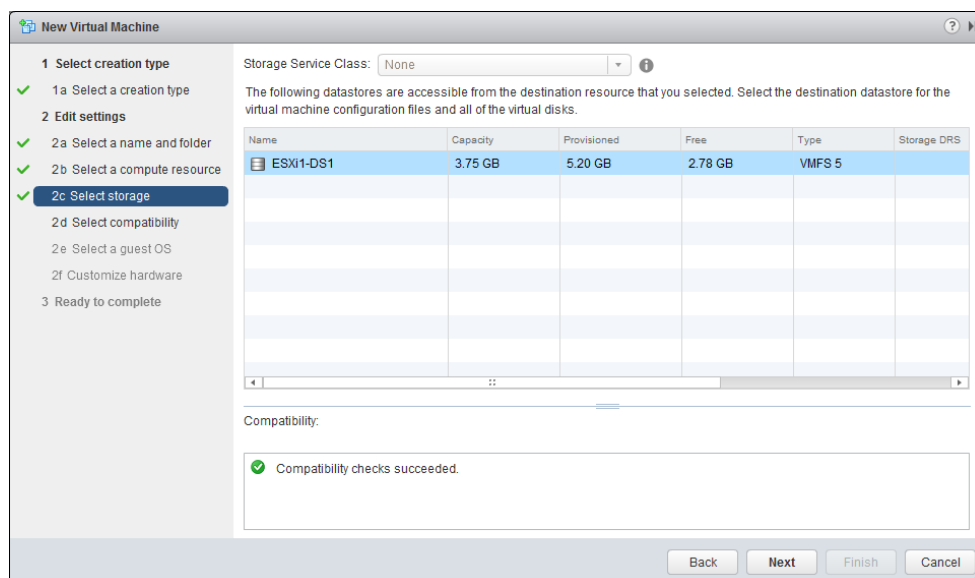 New Virtual Machine
?
1 Select creation type
1a Select a creation type
2 Edit settings
2a Select a name and folder
2b Select a compute resource
2c Select storage
2d Select compatibility
2e Select a guest OS
2f Customize hardware
3 Ready to complete
Storage Service Class: None
The following datastores are accessible from the destination resource that you selected. Select the destination datastore for the
virtual machine configuration files and all of the virtual disks.
Name Capacity Provisioned Free Type Storage DRS
ESXi1-DS1 3.75 GB 5.20 GB 2.78 GB VMFS 5
Compatibility:
Compatibility checks succeeded.
Back Next Finish Cancel